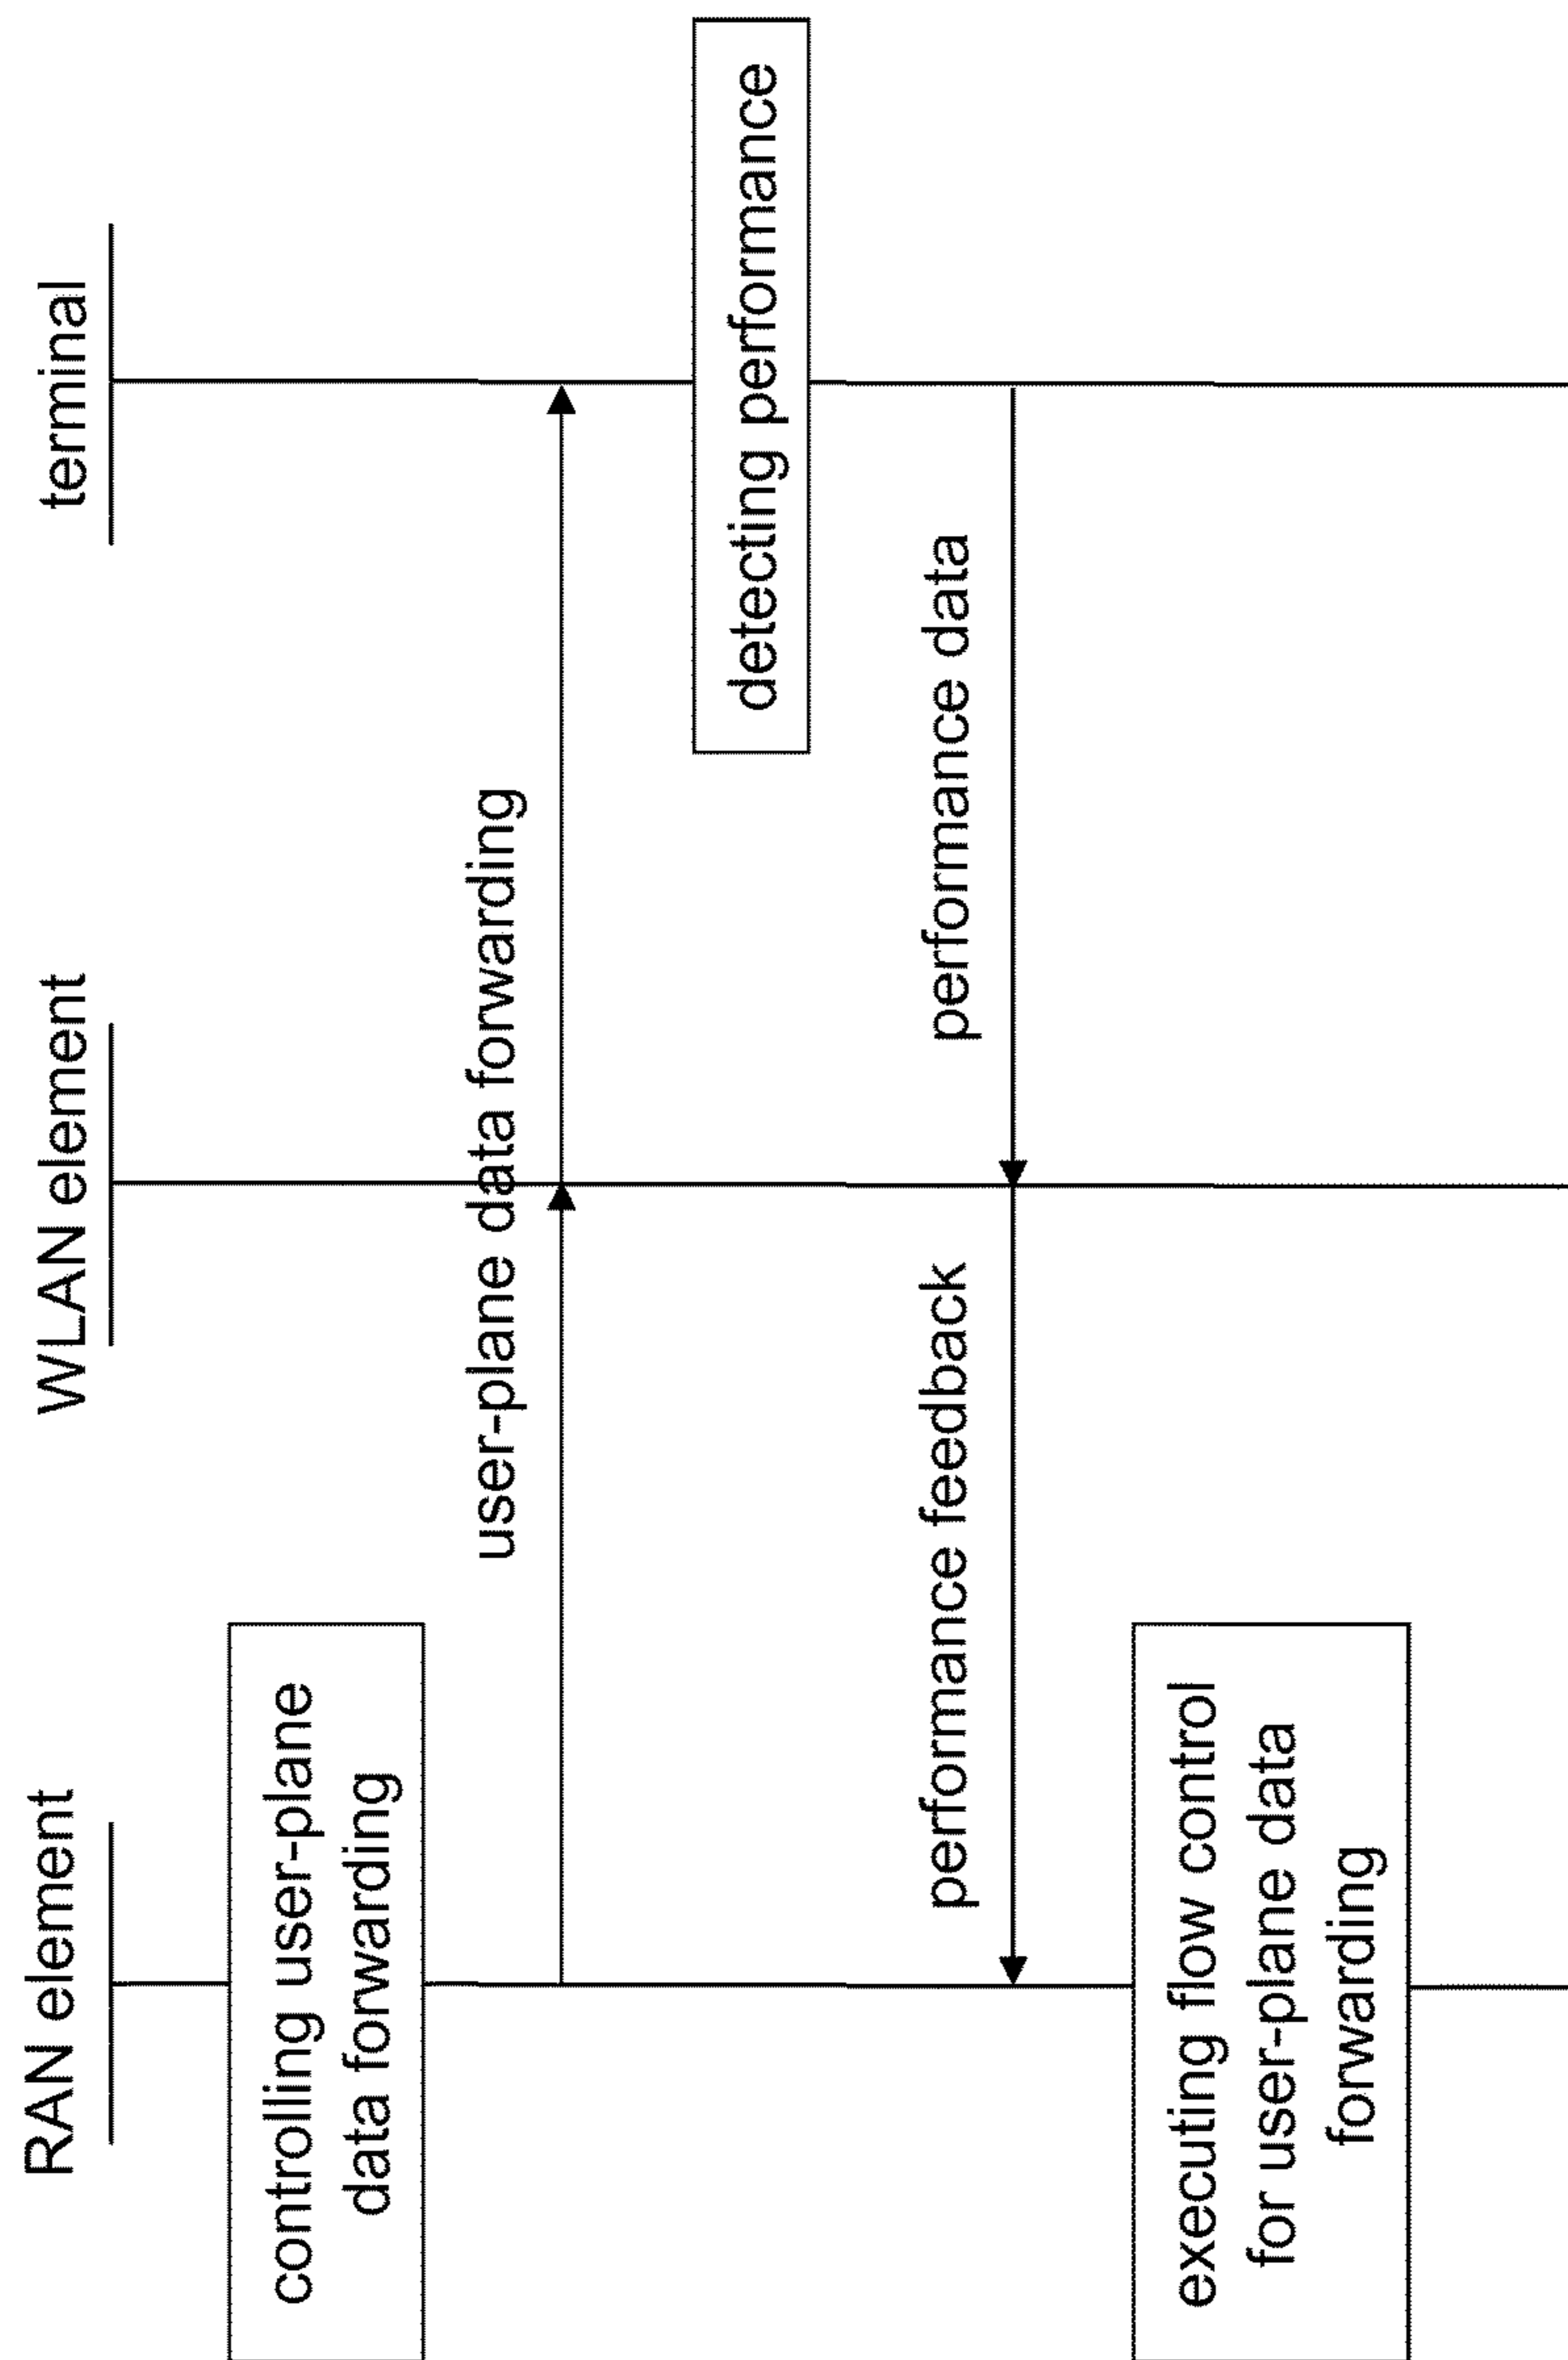 RAN element
WLAN element
terminal
controlling user-plane
data forwarding
user-plane data forwarding
detecting performance
performance feedback
performance data
executing flow control
for user-plane data
forwarding